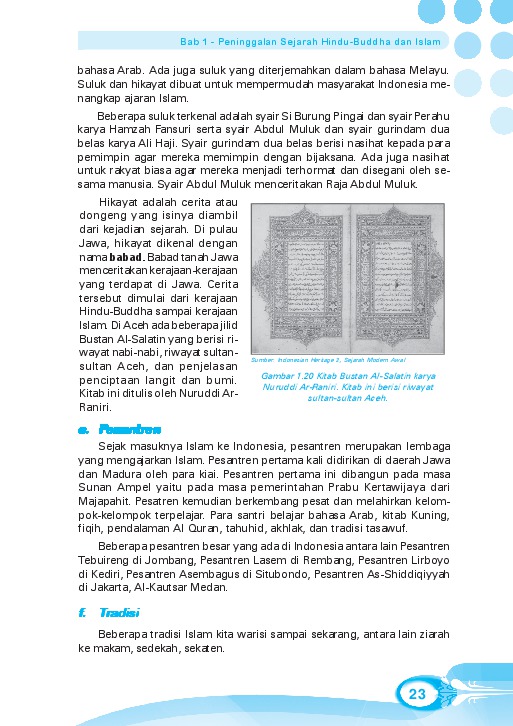 Bab 1 - Peninggalan Sejarah Hindu-Buddha dan Islam
bahasa Arab. Ada juga suluk yang diterjemahkan dalam bahasa Melayu.
Suluk dan hikayat dibuat untuk mempermudah masyarakat Indonesia me-
nangkap ajaran Islam.
Beberapa suluk terkenal adalah syair Si Burung Pingai dan syair Perahu
karya Hamzah Fansuri serta syair Abdul Muluk dan syair gurindam dua
belas karya Ali Haji. Syair gurindam dua belas berisi nasihat kepada para
pemimpin agar mereka memimpin dengan bijaksana. Ada juga nasihat
untuk rakyat biasa agar mereka menjadi terhormat dan disegani oleh se-
sama manusia. Syair Abdul Muluk menceritakan Raja Abdul Muluk.
Hikayat adalah cerita atau
dongeng yang isinya diambil
dari kejadian sejarah. Di pulau
Jawa, hikayat dikenal dengan
nama babad. Babad tanah Jawa
menceritakan kerajaan-kerajaan
yang terdapat di Jawa. Cerita
tersebut dimulai dari kerajaan
Hindu-Buddha sampai kerajaan
Islam. Di Aceh ada beberapa jilid
Bustan Al-Salatin yang berisi ri-
wayat nabi-nabi, riwayat sultan-
sultan Aceh, dan penjelasan
penciptaan langit dan bumi.
Kitab ini ditulis oleh Nuruddi Ar-
Raniri.
Sumber: Indonesian Heritage 3, Sejarah Modern Awal
Gambar 1.20 Kitab Bustan Al-Salatin karya
Nuruddi Ar-Raniri. Kitab ini berisi riwayat
sultan-sultan Aceh.
e. Pesantren
Sejak masuknya Islam ke Indonesia, pesantren merupakan lembaga
yang mengajarkan Islam. Pesantren pertama kali didirikan di daerah Jawa
dan Madura oleh para kiai. Pesantren pertama ini dibangun pada masa
Sunan Ampel yaitu pada masa pemerintahan Prabu Kertawijaya dari
Majapahit. Pesatren kemudian berkembang pesat dan melahirkan kelom-
pok-kelompok terpelajar. Para santri belajar bahasa Arab, kitab Kuning,
fiqih, pendalaman Al Quran, tahuhid, akhlak, dan tradisi tasawuf.
Beberapa pesantren besar yang ada di Indonesia antara lain Pesantren
Tebuireng di Jombang, Pesantren Lasem di Rembang, Pesantren Lirboyo
di Kediri, Pesantren Asembagus di Situbondo, Pesantren As-Shiddiqiyyah
di Jakarta, Al-Kautsar Medan.
f. Tradisi
Beberapa tradisi Islam kita warisi sampai sekarang, antara lain ziarah
ke makam, sedekah, sekaten.
23